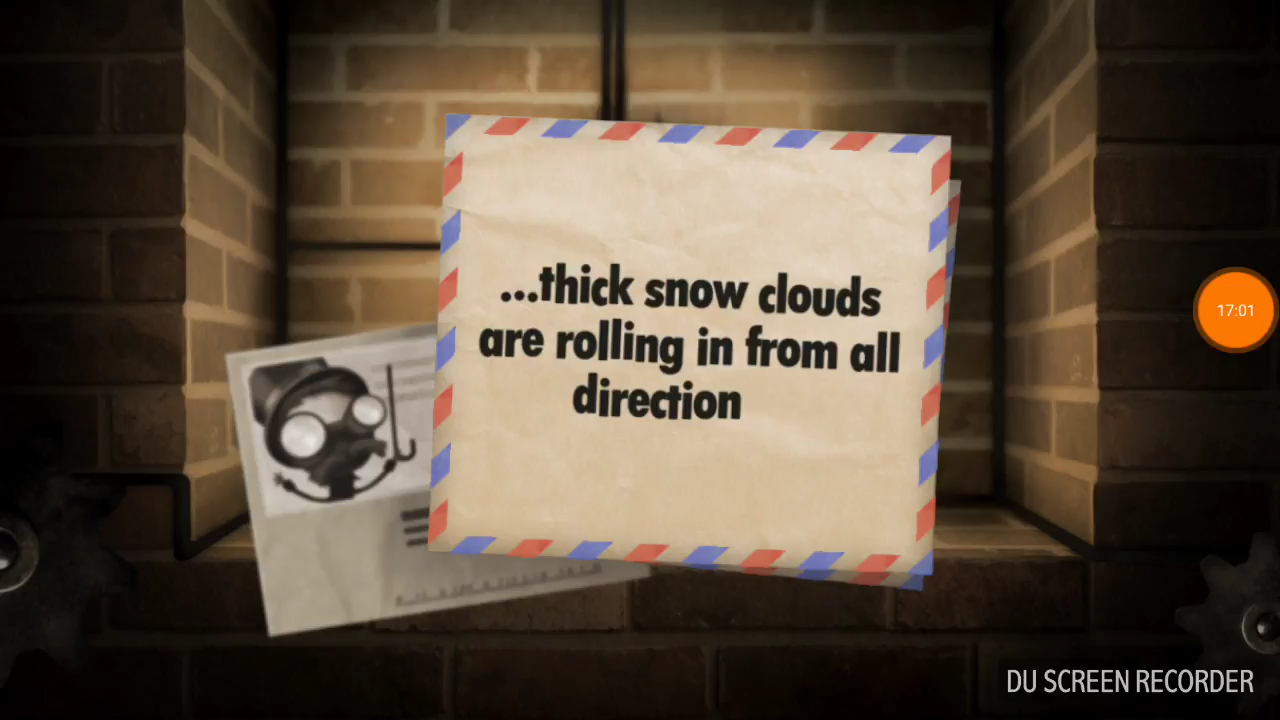 ...thick snow clouds
are rolling in from all
direction
17:01
DU SCREEN RECORDER